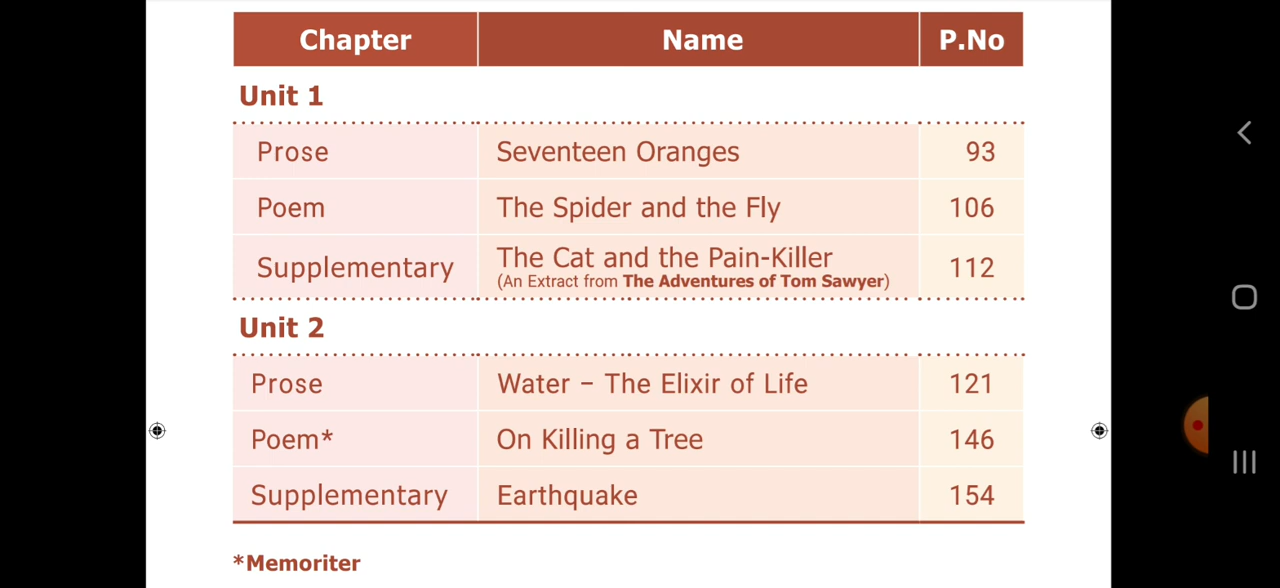 Chapter Name P.No
Unit 1
Prose Seventeen Oranges 93
Poem The Spider and the Fly 106
Supplementary The Cat and the Pain-Killer 112
(An Extract from The Adventures of Tom Sawyer)
Unit 2
Prose Water – The Elixir of Life 121
Poem* On Killing a Tree 146
Supplementary Earthquake 154
*Memoriter